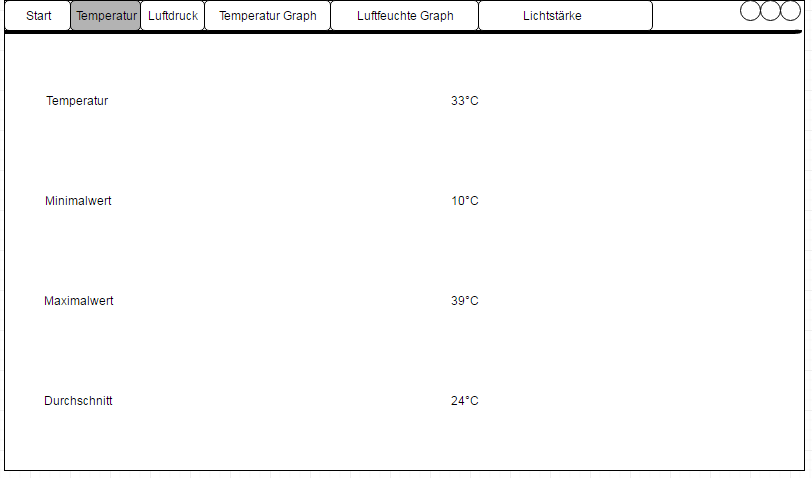 Start Temperatur Luftdruck Temperatur Graph Luftfeuchte Graph Lichtstärke
Temperatur 33°C
Minimalwert 10°C
Maximalwert 39°C
Durchschnitt 24°C